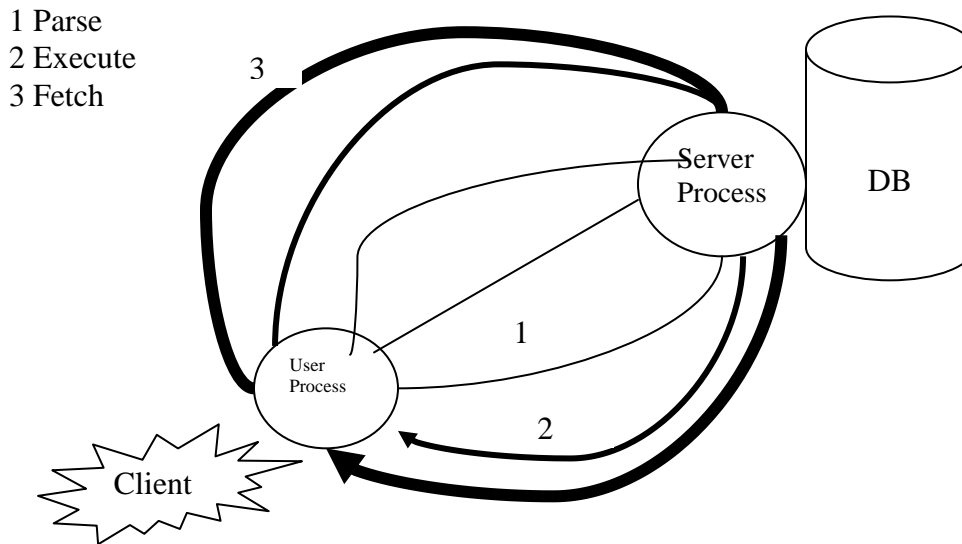 1 Parse
2 Execute
3 Fetch
3
Server
Process
DB
1
User
Process
2
Client